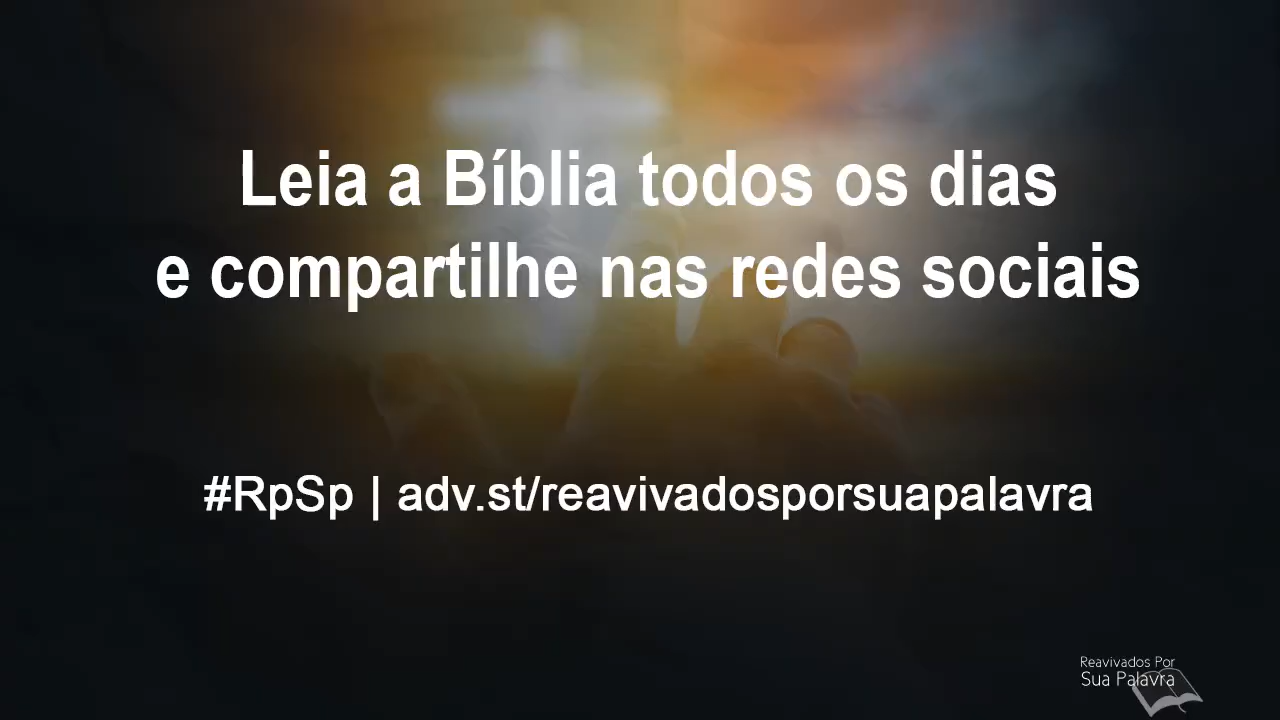 Leia a Bíblia todos os dias
e compartilhe nas redes sociais
#RpSp | adv.st/reavivadosporsuapalavra
Reavivados Por
Sua Palavra